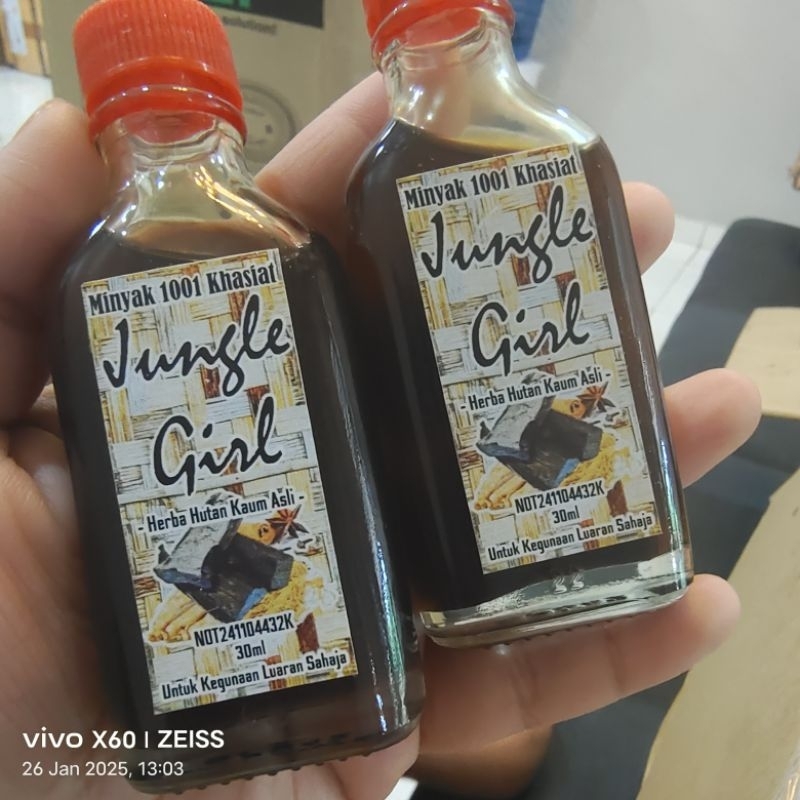 solution!
Minyak 1001 Khasiat
Jungle
Girl
- Herba Hutan Kaum Asli -
NOT241104432K
30ml
Untuk Kegunaan Luaran Sahaja
Minyak 1001 Khasiat
Jungle
Girl
- Herba Hutan Kaum Asli -
NOT241104432K
30ml
Untuk Kegunaan Luaran Sahaja
vivo X60 | ZEISS
26 Jan 2025, 13:03